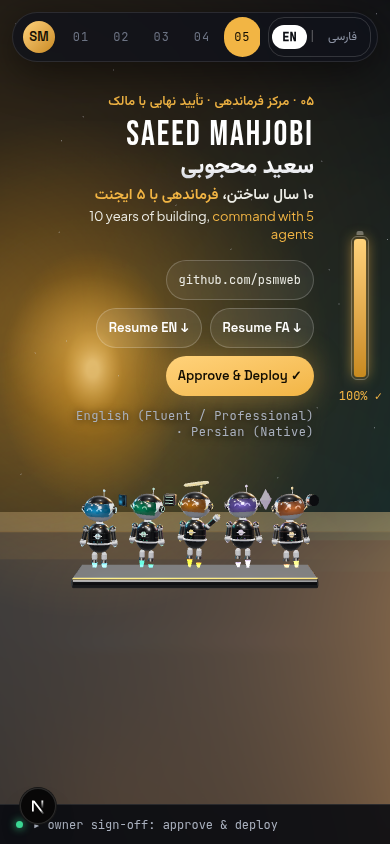 SM 01 02 03 04 05 EN | فارسی
۰۵ · مرکز فرماندهی · تأیید نهایی با مالک
SAEED MAHJOBI
سعید محجوبی
۱۰ سال ساختن، فرماندهی با ۵ ایجنت
10 years of building, command with 5
agents
github.com/psmweb
Resume EN ↓ Resume FA ↓
Approve & Deploy ✓
100% ✓
English (Fluent / Professional)
· Persian (Native)
N
▸ owner sign-off: approve & deploy